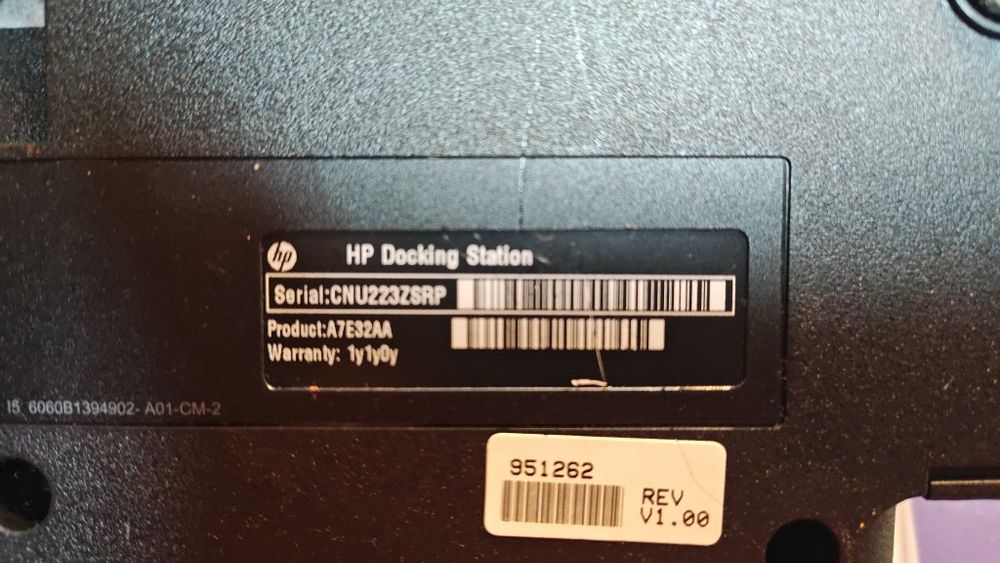 hp HP Docking Station
Serial:CNU223ZSRP
Product:A7E32AA
Warranty: 1y1y0y
I5 6060B1394902- A01-CM-2
951262
REV
V1.00